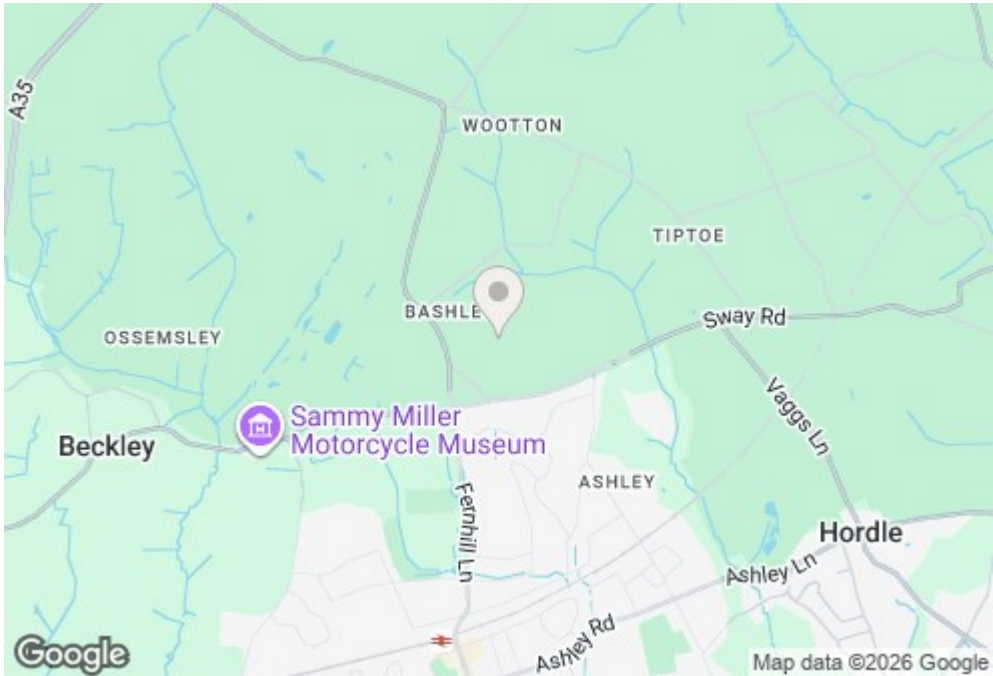 A35
WOOTTON
TIPTOE
BASHLE
Sway Rd
OSSEMSLEY
Vaggs Ln
Sammy Miller
Motorcycle Museum
Beckley
ASHLEY
Fernhill Ln
Hordle
Ashley Ln
Ashley Rd
Google
Map data ©2026 Google